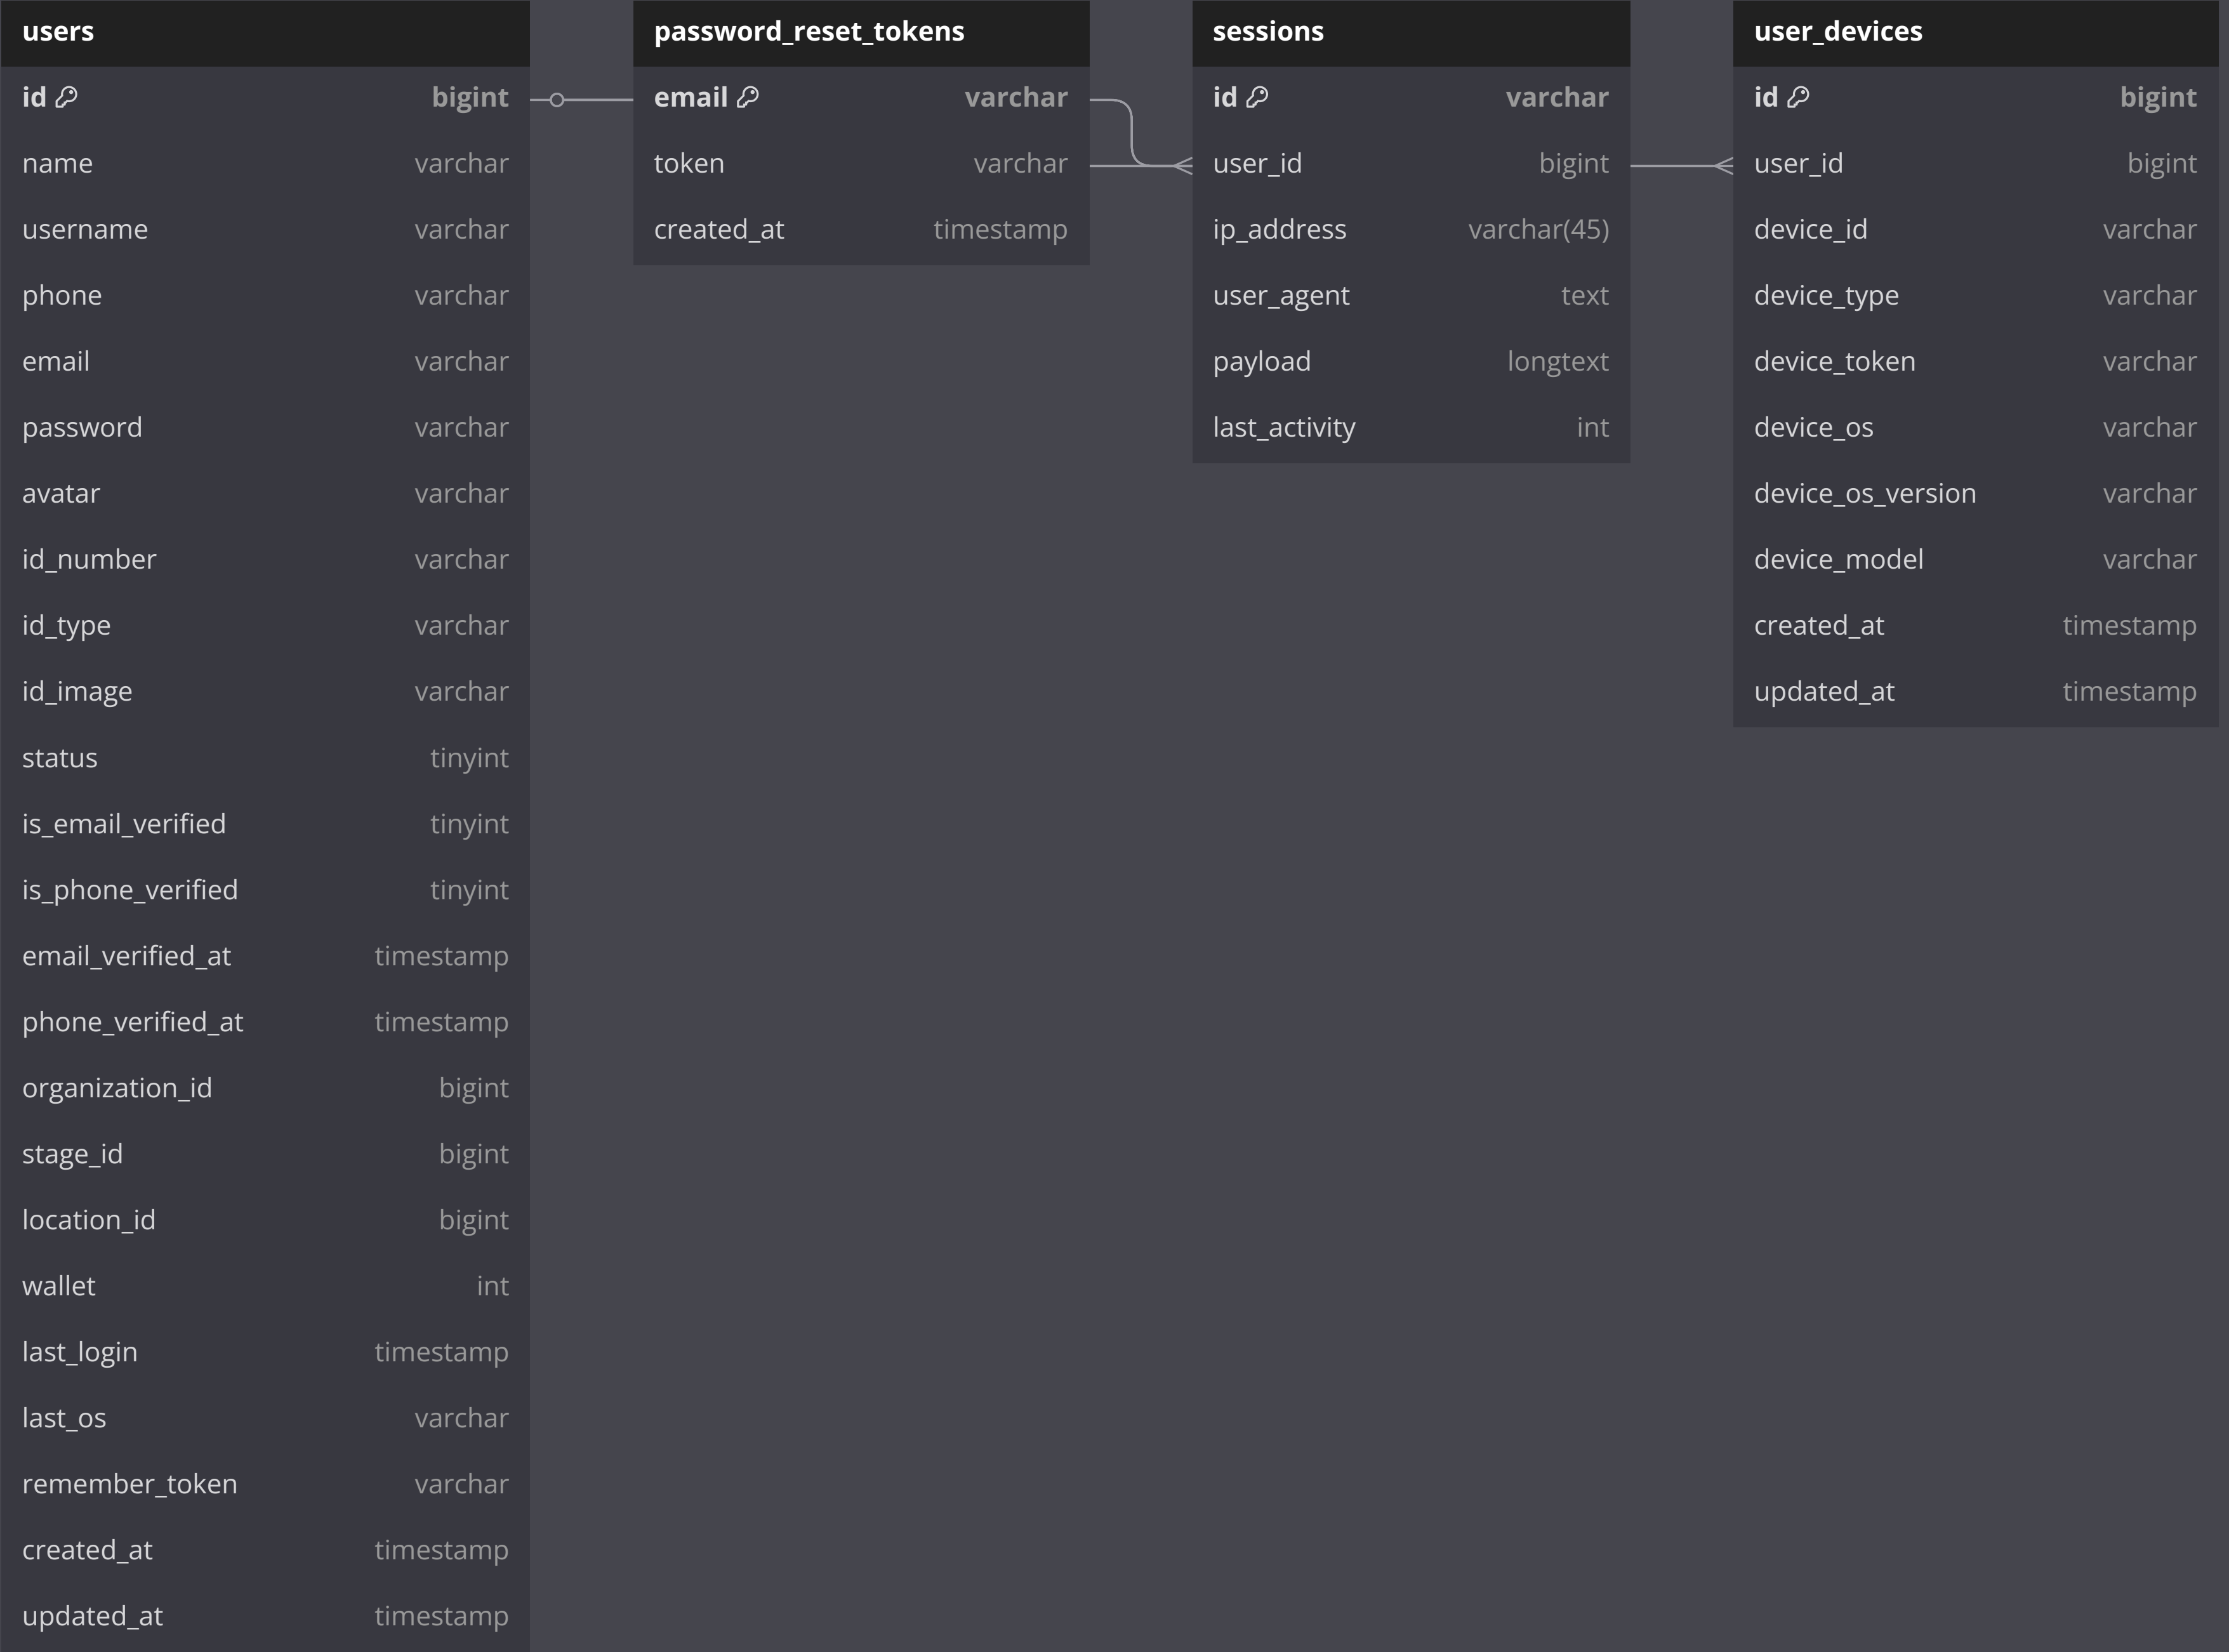 users
id bigint
name varchar
username varchar
phone varchar
email varchar
password varchar
avatar varchar
id_number varchar
id_type varchar
id_image varchar
status tinyint
is_email_verified tinyint
is_phone_verified tinyint
email_verified_at timestamp
phone_verified_at timestamp
organization_id bigint
stage_id bigint
location_id bigint
wallet int
last_login timestamp
last_os varchar
remember_token varchar
created_at timestamp
updated_at timestamp
password_reset_tokens
email varchar
token varchar
created_at timestamp
sessions
id varchar
user_id bigint
ip_address varchar(45)
user_agent text
payload longtext
last_activity int
user_devices
id bigint
user_id bigint
device_id varchar
device_type varchar
device_token varchar
device_os varchar
device_os_version varchar
device_model varchar
created_at timestamp
updated_at timestamp